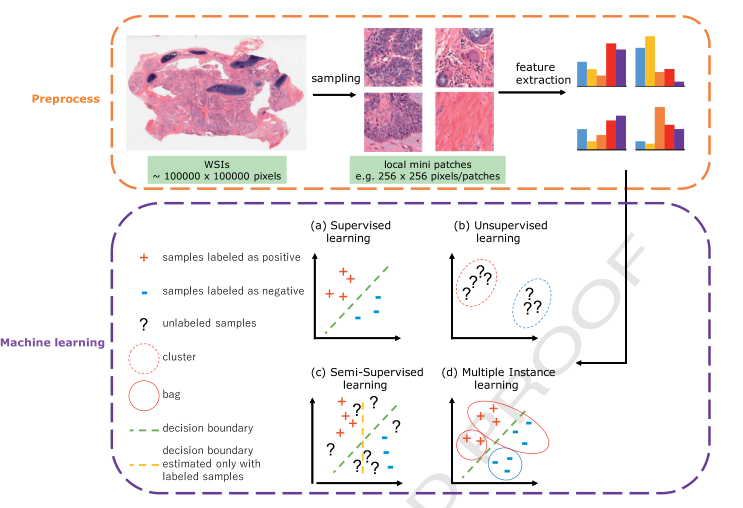 Preprocess
sampling
feature
extraction
WSIs
~ 100000 x 100000 pixels
local mini patches
e.g. 256 x 256 pixels/patches
Machine learning
+ samples labeled as positive
- samples labeled as negative
? unlabeled samples
cluster
bag
decision boundary
decision boundary
estimated only with
labeled samples
(a) Supervised
learning
(b) Unsupervised
learning
? ? ? ? ?
? ? ?
(c) Semi-Supervised
learning
? ? ? ? ? ? ? ?
(d) Multiple Instance
learning
D PROOF